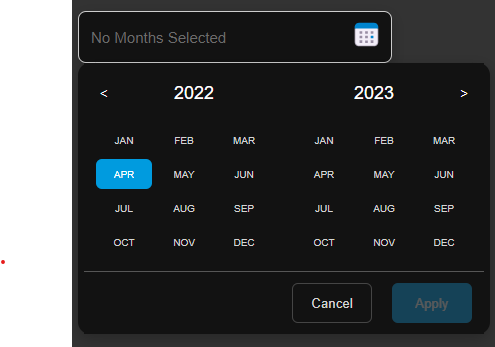 No Months Selected
< 2022 2023 >
JAN FEB MAR JAN FEB MAR
APR MAY JUN APR MAY JUN
JUL AUG SEP JUL AUG SEP
OCT NOV DEC OCT NOV DEC
Cancel Apply